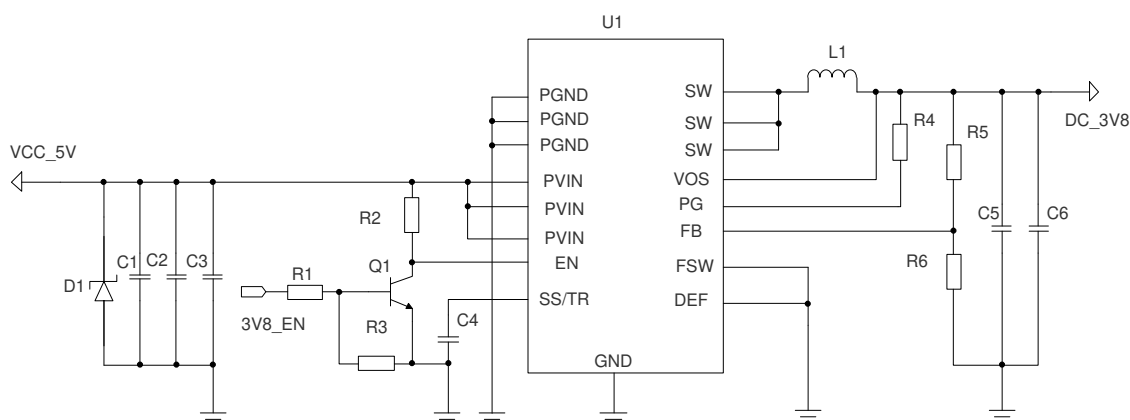 U1
L1
PGND
SW
PGND
SW
PGND
SW
R4
R5
DC_3V8
VCC_5V
PVIN
VOS
PVIN
PG
R2
PVIN
FB
C5
C6
C1
C2
C3
R1
Q1
EN
FSW
R6
D1
SS/TR
DEF
3V8_EN
R3
C4
GND